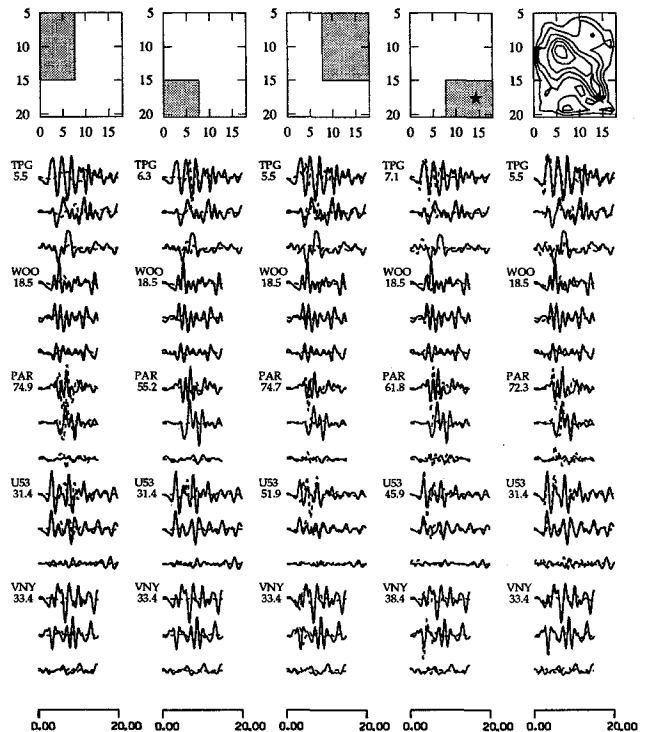 5 5 5 5 5
10 10 10 10 10
15 15 15 15 15
20 20 20 20 20
0 5 10 15 0 5 10 15 0 5 10 15 0 5 10 15 0 5 10 15
TPG TPG TPG TPG TPG
5.5 6.3 5.5 7.1 5.5
WOO WOO WOO WOO WOO
18.5 18.5 18.5 18.5 18.5
PAR PAR PAR PAR PAR
74.9 55.2 74.7 61.8 72.3
U53 U53 U53 U53 U53
31.4 31.4 51.9 45.9 31.4
VNY VNY VNY VNY VNY
33.4 33.4 33.4 38.4 33.4
0.00 20.00 0.00 20.00 0.00 20.00 0.00 20.00 0.00 20.00